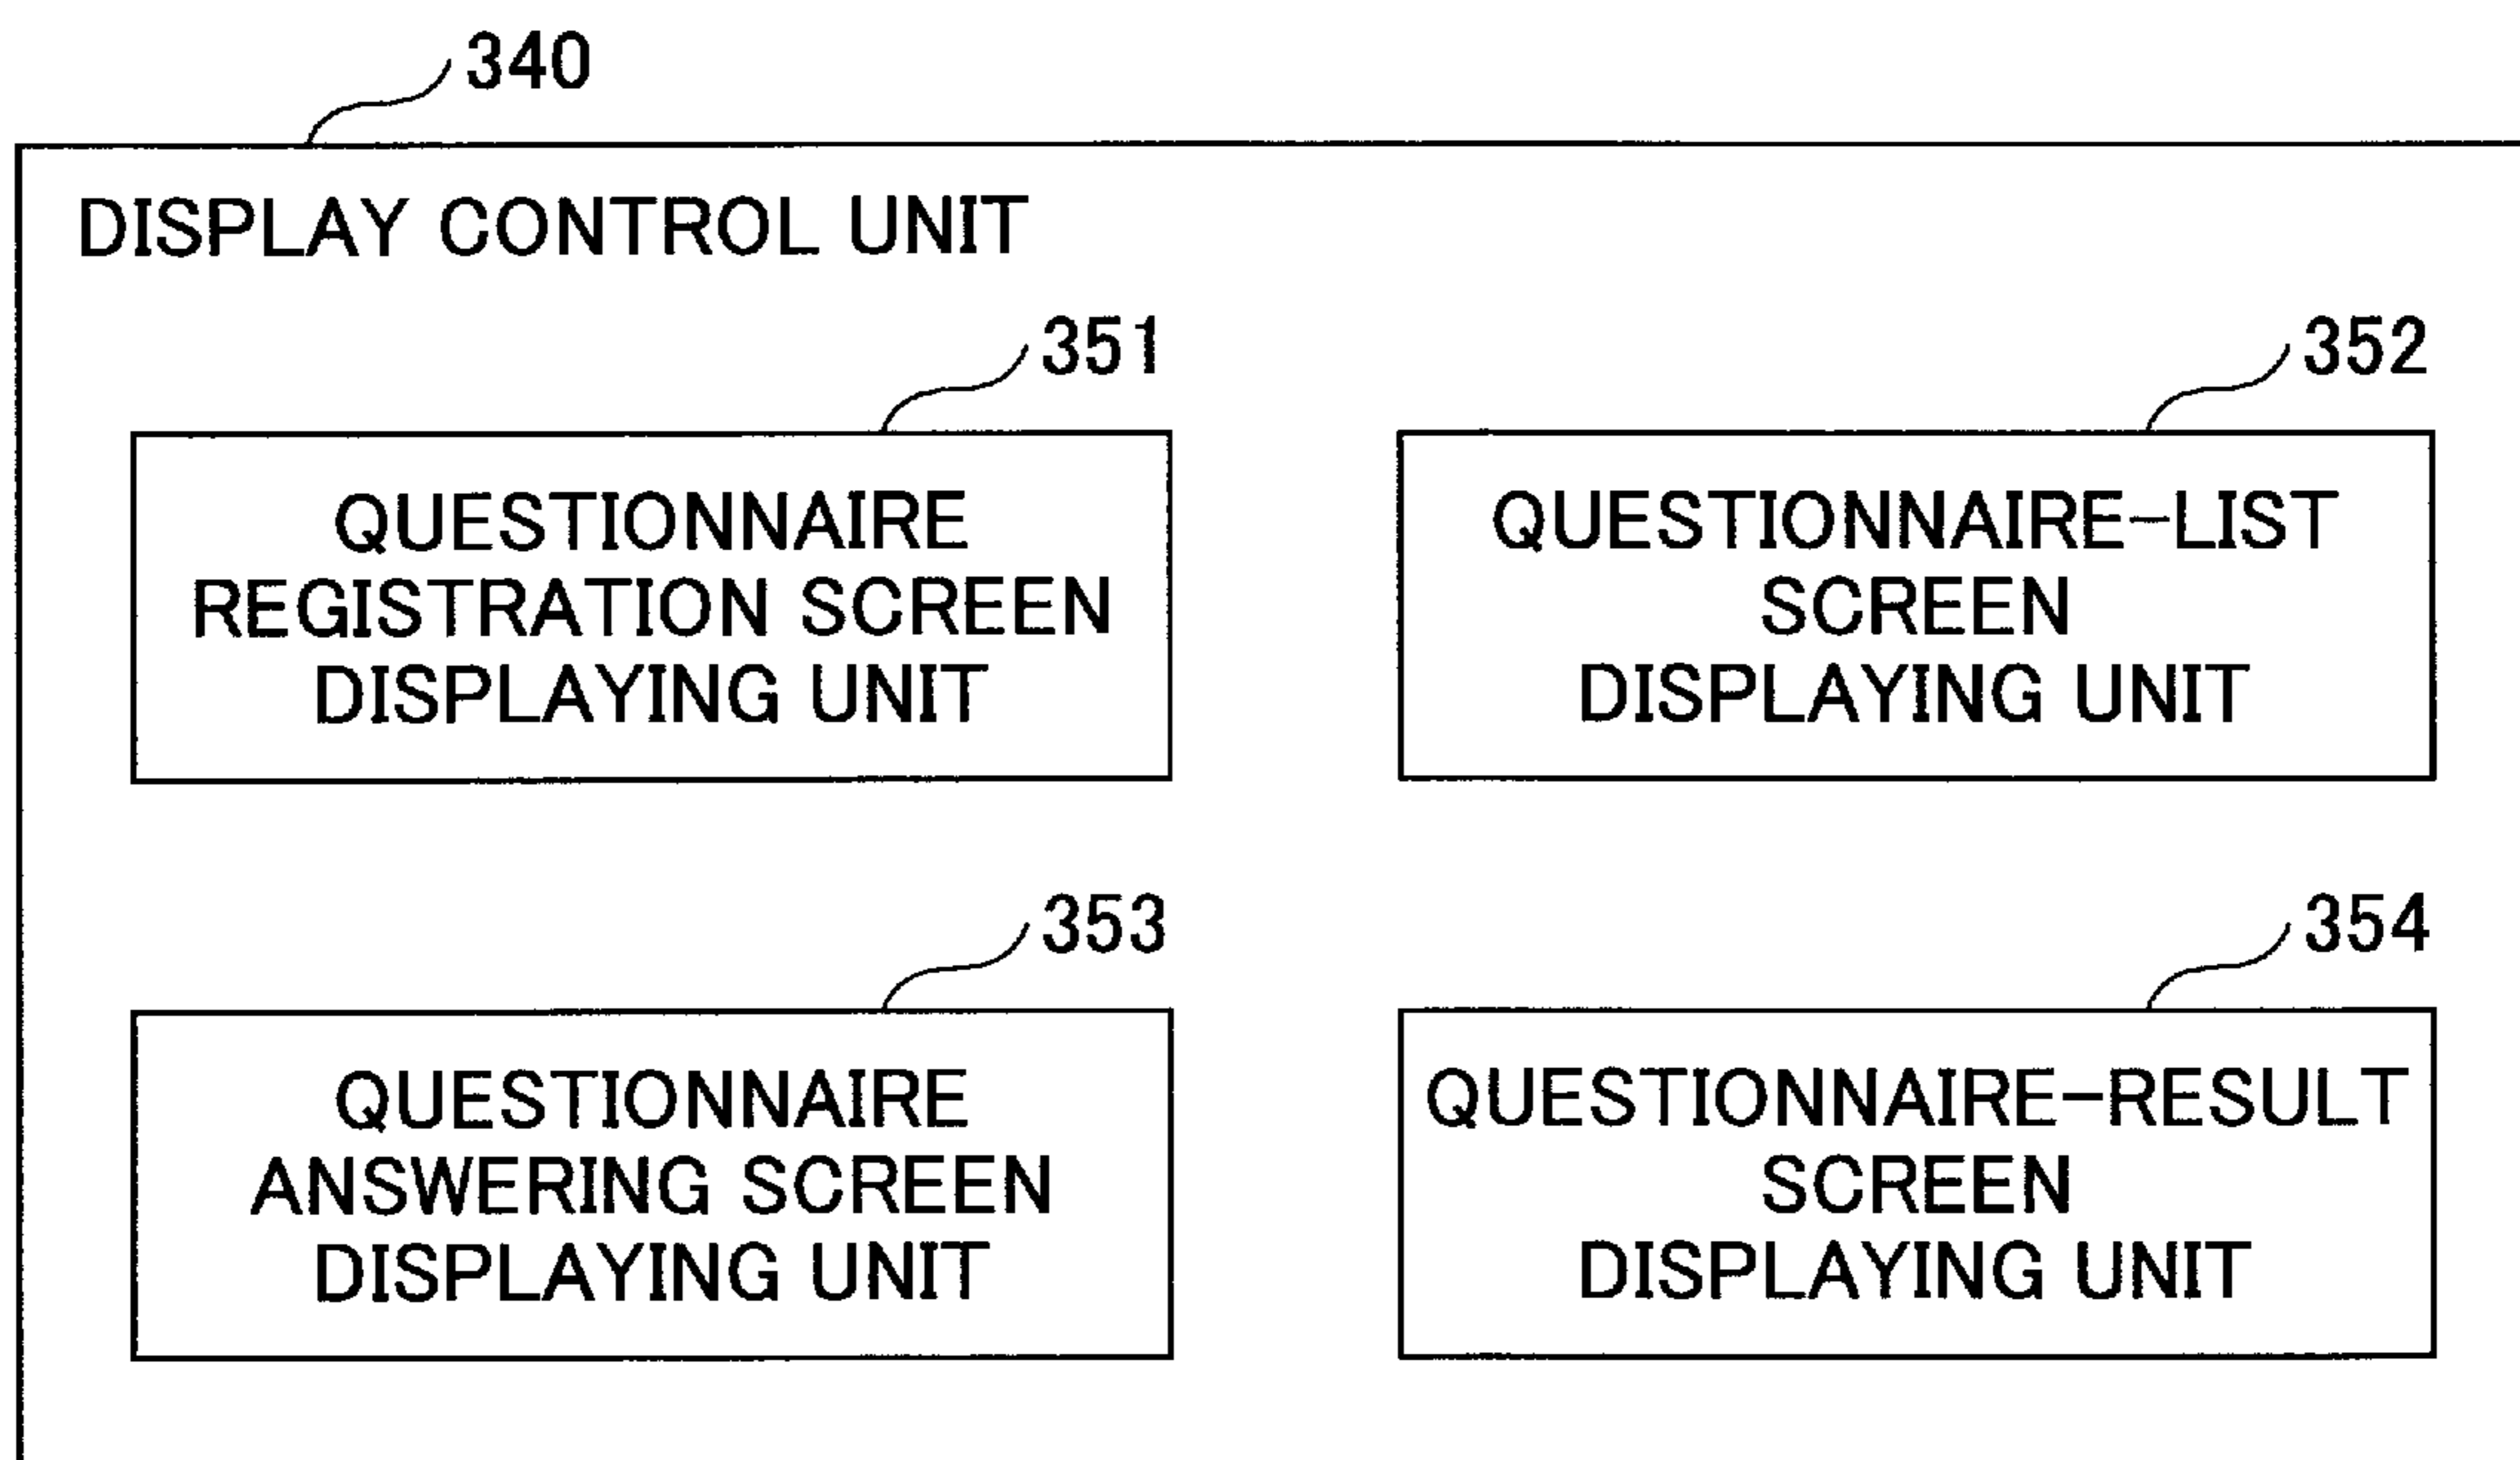 340
DISPLAY CONTROL UNIT
351
QUESTIONNAIRE
REGISTRATION SCREEN
DISPLAYING UNIT
352
QUESTIONNAIRE-LIST
SCREEN
DISPLAYING UNIT
353
QUESTIONNAIRE
ANSWERING SCREEN
DISPLAYING UNIT
354
QUESTIONNAIRE-RESULT
SCREEN
DISPLAYING UNIT